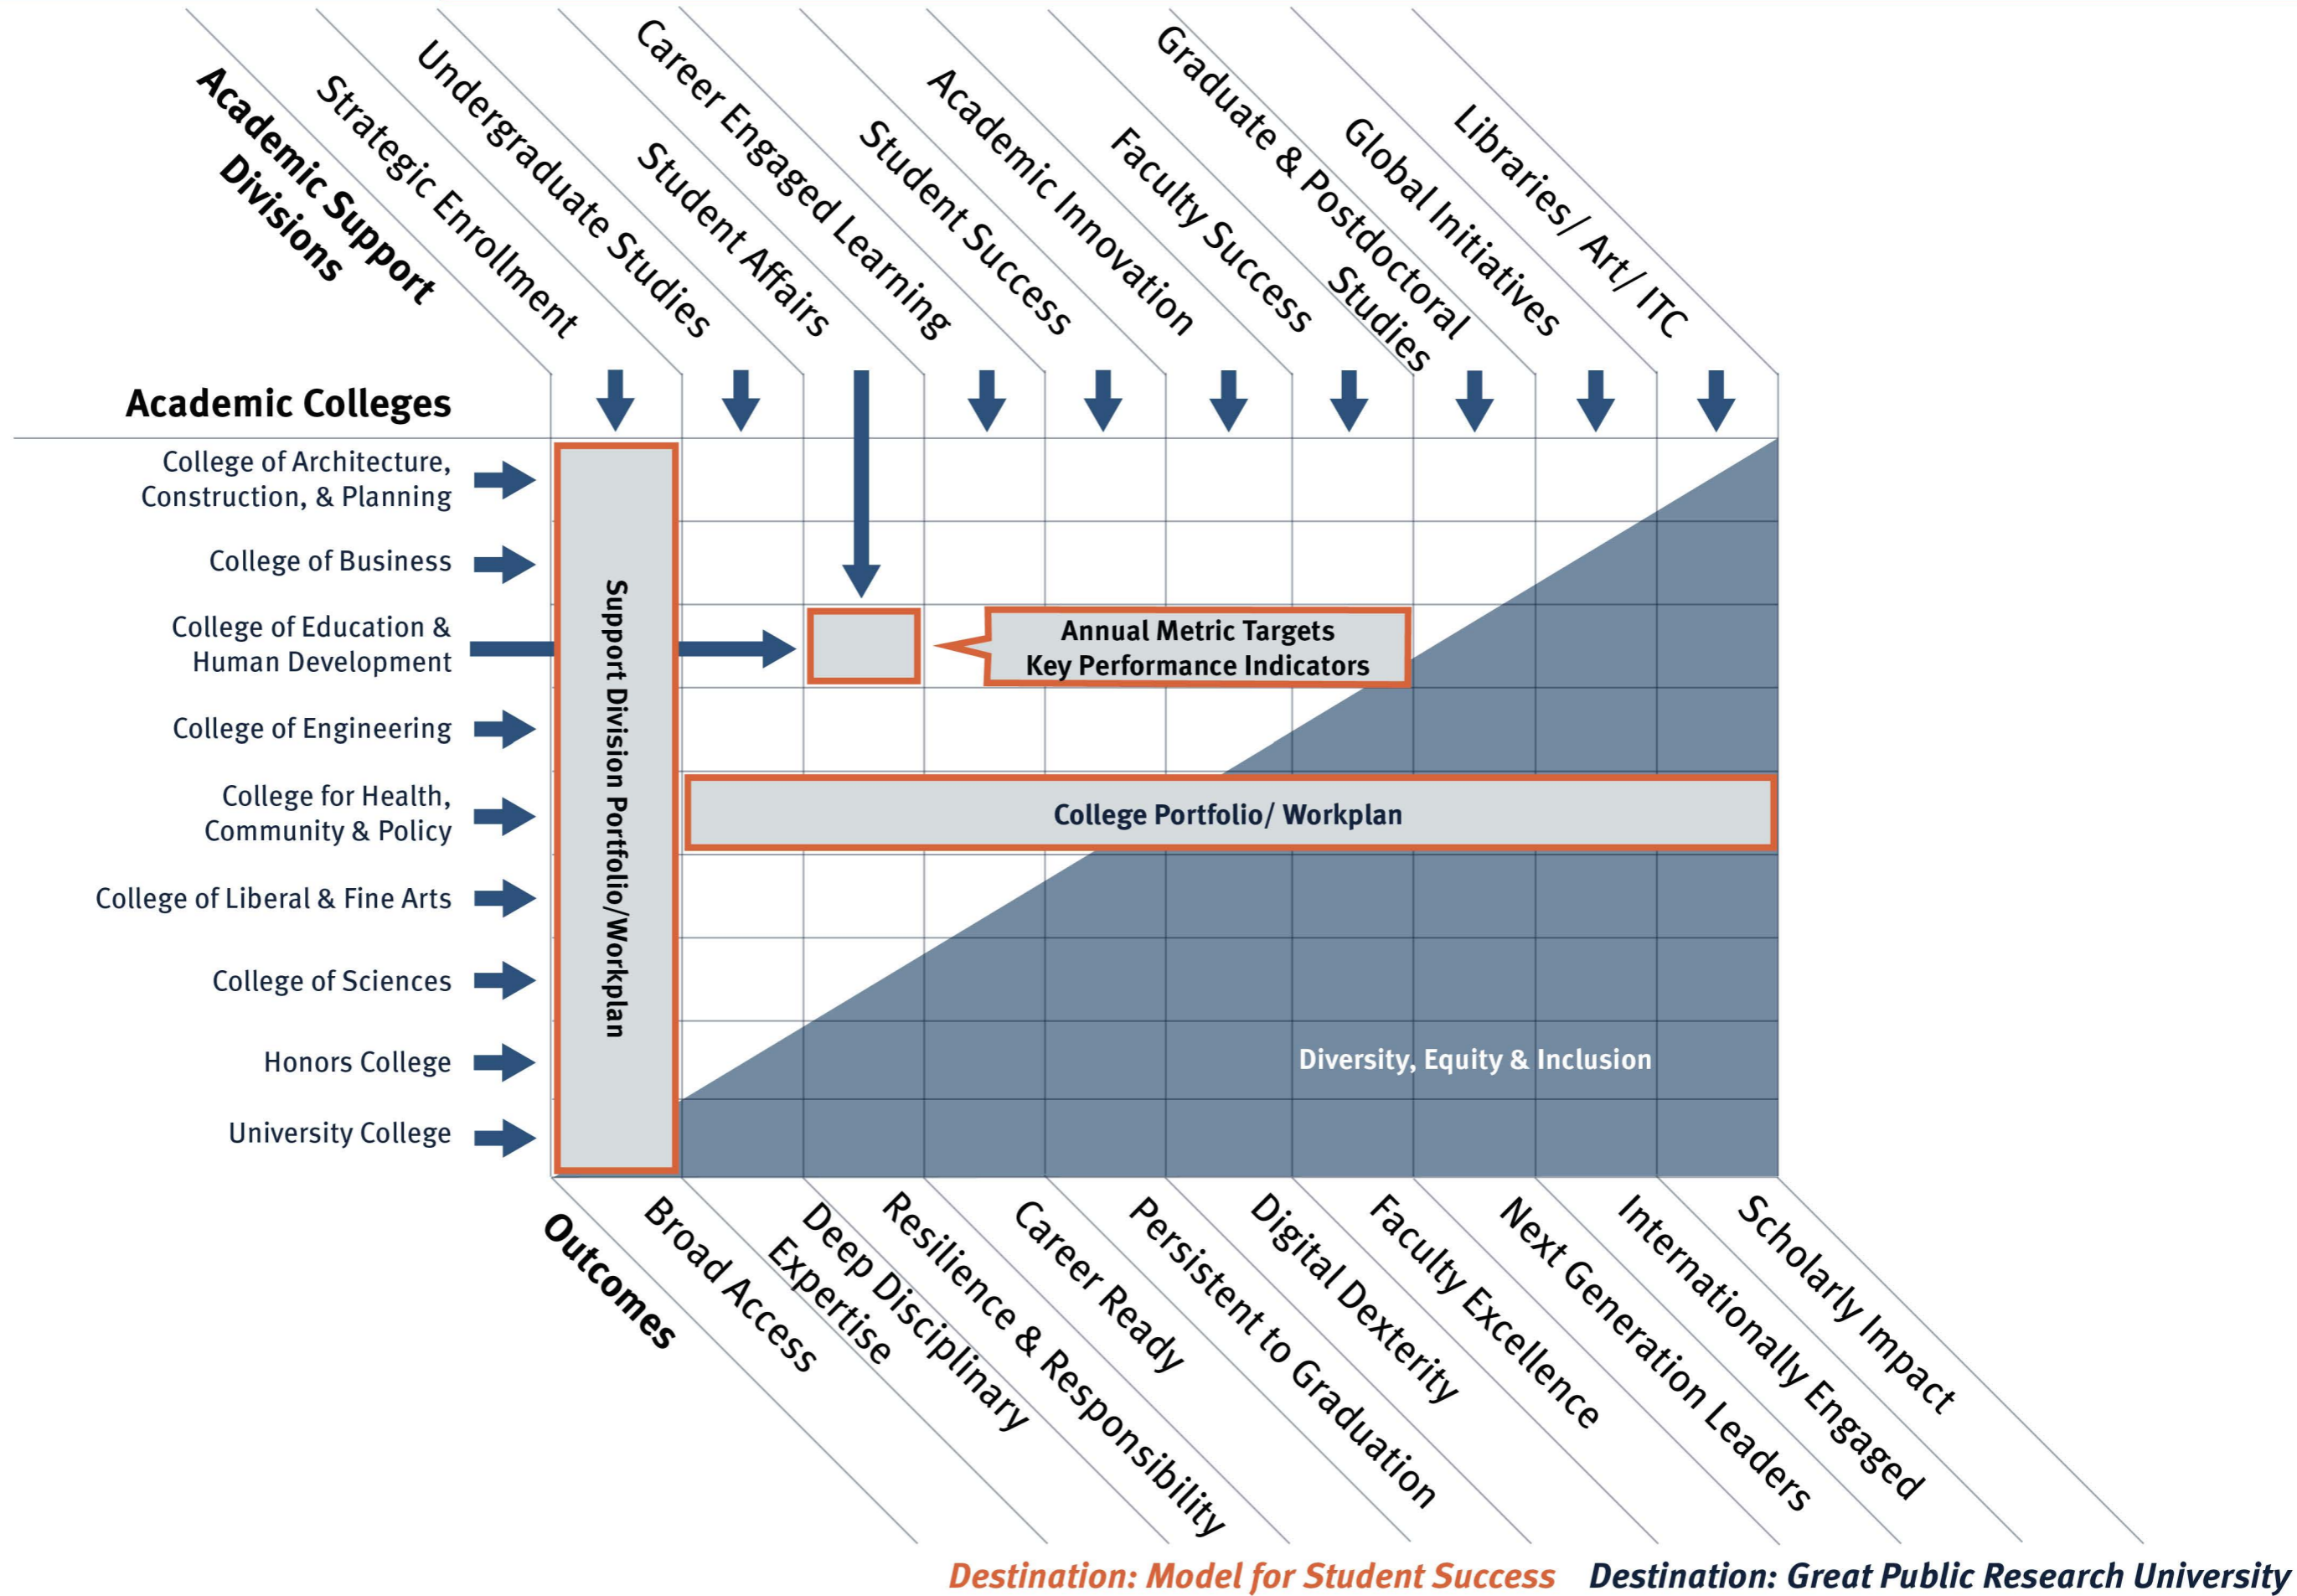 Academic Support
Divisions
Strategic Enrollment
Undergraduate Studies
Student Affairs
Career Engaged Learning
Student Success
Academic Innovation
Faculty Success
Graduate & Postdoctoral
Studies
Global Initiatives
Libraries/ Art/ ITC
Academic Colleges
College of Architecture,
Construction, & Planning
College of Business
College of Education &
Human Development
College of Engineering
College for Health,
Community & Policy
College of Liberal & Fine Arts
College of Sciences
Honors College
University College
Support Division Portfolio/Workplan
Annual Metric Targets
Key Performance Indicators
College Portfolio/ Workplan
Diversity, Equity & Inclusion
Outcomes
Broad Access
Deep Disciplinary
Expertise
Resilience & Responsibility
Career Ready
Persistent to Graduation
Digital Dexterity
Faculty Excellence
Next Generation Leaders
Internationally Engaged
Scholarly Impact
Destination: Model for Student Success
Destination: Great Public Research University